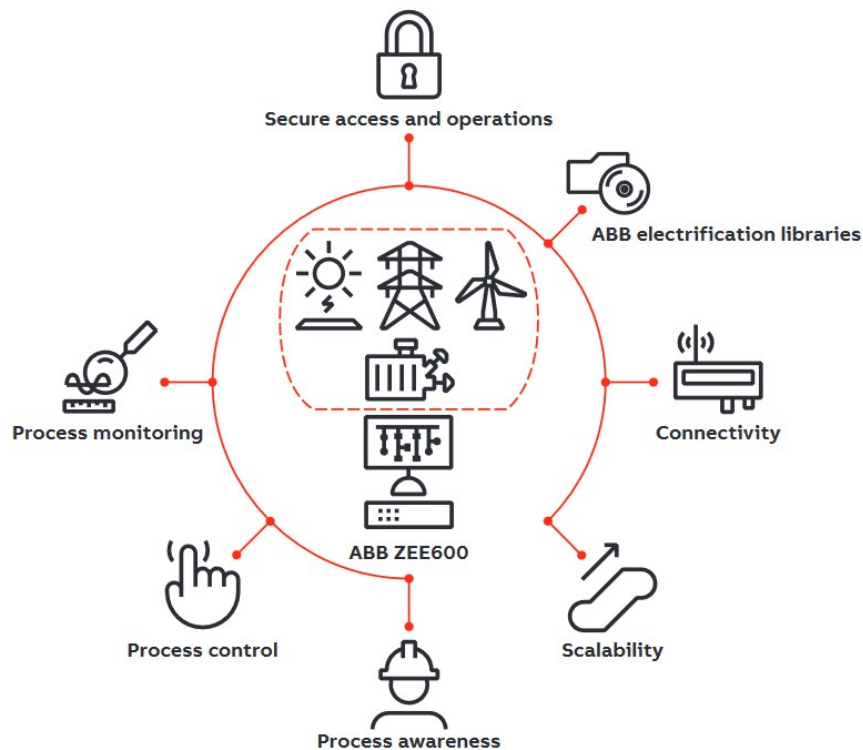 Secure access and operations
ABB electrification libraries
Process monitoring
Connectivity
ABB ZEE600
Process control
Scalability
Process awareness